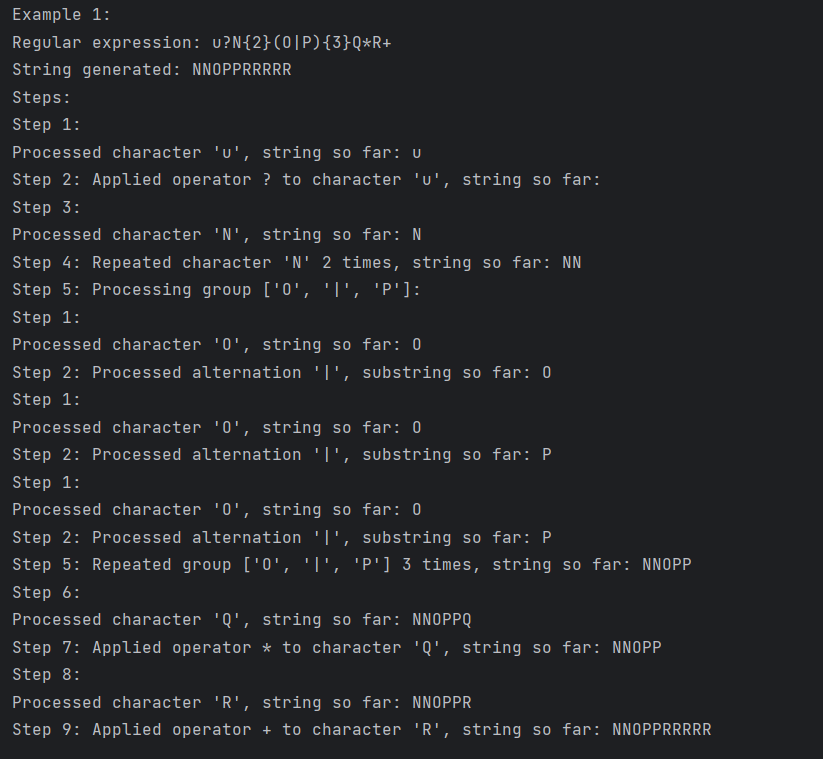 Example 1:
Regular expression: u?N{2}(O|P){3}Q*R+
String generated: NNOPPRRRRR
Steps:
Step 1:
Processed character 'u', string so far: u
Step 2: Applied operator ? to character 'u', string so far:
Step 3:
Processed character 'N', string so far: N
Step 4: Repeated character 'N' 2 times, string so far: NN
Step 5: Processing group ['O', '|', 'P']:
Step 1:
Processed character 'O', string so far: O
Step 2: Processed alternation '|', substring so far: O
Step 1:
Processed character 'O', string so far: O
Step 2: Processed alternation '|', substring so far: P
Step 1:
Processed character 'O', string so far: O
Step 2: Processed alternation '|', substring so far: P
Step 5: Repeated group ['O', '|', 'P'] 3 times, string so far: NNOPP
Step 6:
Processed character 'Q', string so far: NNOPPQ
Step 7: Applied operator * to character 'Q', string so far: NNOPP
Step 8:
Processed character 'R', string so far: NNOPPR
Step 9: Applied operator + to character 'R', string so far: NNOPPRRRRR